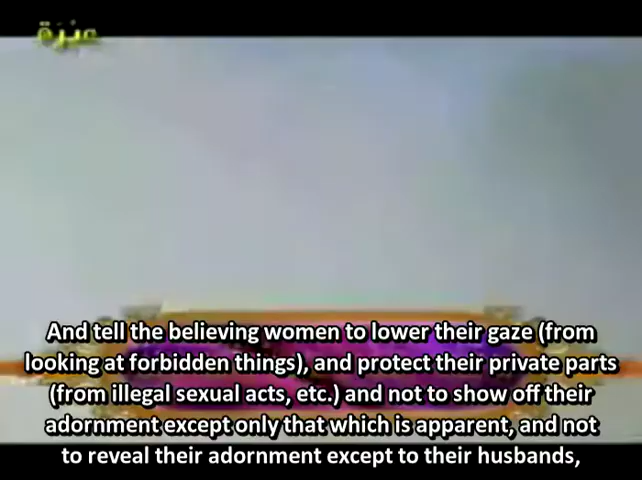 عبرة
And tell the believing women to lower their gaze (from
looking at forbidden things), and protect their private parts
(from illegal sexual acts, etc.) and not to show off their
adornment except only that which is apparent, and not
to reveal their adornment except to their husbands,